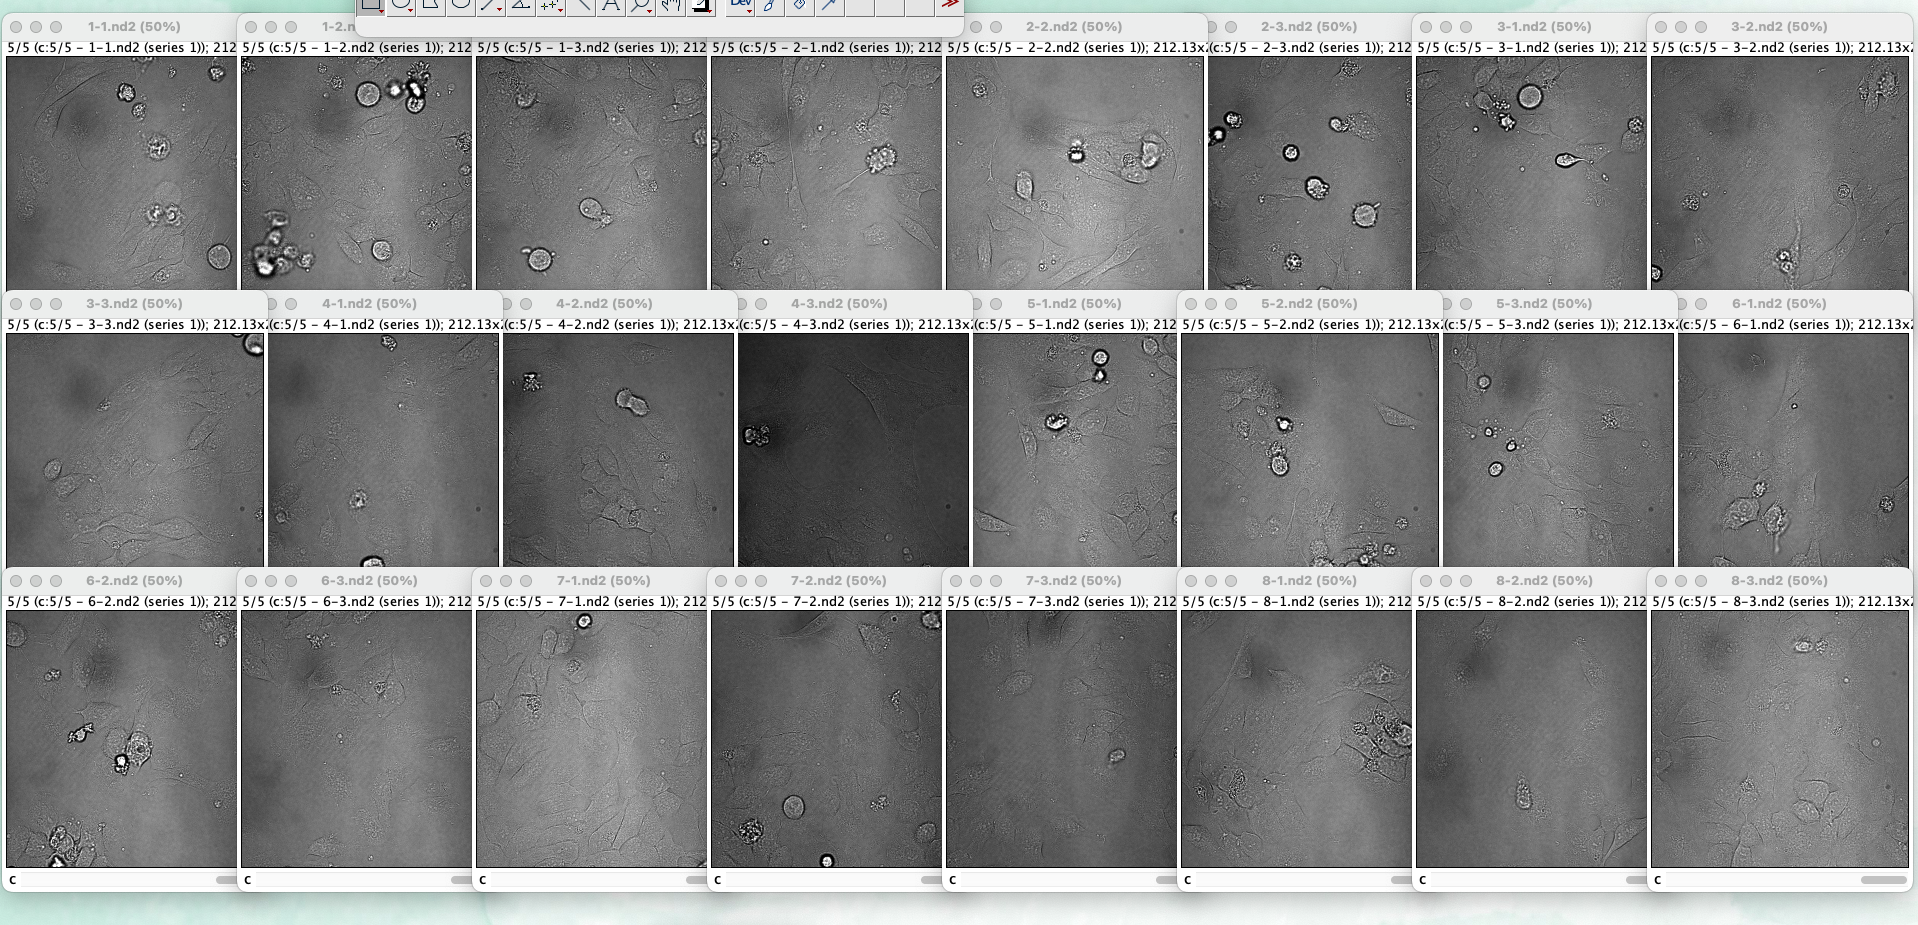 A
Dev
>>
1-1.nd2 (50%)
1-2.n
2-2.nd2 (50%)
2-3.nd2 (50%)
3-1.nd2 (50%)
3-2.nd2 (50%)
5/5 (c:5/5 - 1-1.nd2 (series 1)); 212
5/5 (c:5/5 - 1-2.nd2 (series 1)); 212
5/5 (c:5/5 - 1-3.nd2 (series 1)); 212
5/5 (c:5/5 - 2-1.nd2 (series 1)); 212
5/5 (c:5/5 - 2-2.nd2 (series 1)); 212.13x
(c:5/5 - 2-3.nd2 (series 1)); 212
5/5 (c:5/5 - 3-1.nd2 (series 1)); 212
5/5 (c:5/5 - 3-2.nd2 (series 1)); 212.13x2
3-3.nd2 (50%)
4-1.nd2 (50%)
4-2.nd2 (50%)
4-3.nd2 (50%)
5-1.nd2 (50%)
5-2.nd2 (50%)
5-3.nd2 (50%)
6-1.nd2 (50%)
5/5 (c:5/5 - 3-3.nd2 (series 1)); 212.13x2
(c:5/5 - 4-1.nd2 (series 1)); 212.13x2
(c:5/5 - 4-2.nd2 (series 1)); 212.13x2
(c:5/5 - 4-3.nd2 (series 1)); 212.13x2
(c:5/5 - 5-1.nd2 (series 1)); 212
5/5 (c:5/5 - 5-2.nd2 (series 1)); 212.13x2
(c:5/5 - 5-3.nd2 (series 1)); 212.13x2
(c:5/5 - 6-1.nd2 (series 1)); 212.13x2
6-2.nd2 (50%)
6-3.nd2 (50%)
7-1.nd2 (50%)
7-2.nd2 (50%)
7-3.nd2 (50%)
8-1.nd2 (50%)
8-2.nd2 (50%)
8-3.nd2 (50%)
5/5 (c:5/5 - 6-2.nd2 (series 1)); 212
5/5 (c:5/5 - 6-3.nd2 (series 1)); 212
5/5 (c:5/5 - 7-1.nd2 (series 1)); 212
5/5 (c:5/5 - 7-2.nd2 (series 1)); 212
5/5 (c:5/5 - 7-3.nd2 (series 1)); 212
5/5 (c:5/5 - 8-1.nd2 (series 1)); 212
5/5 (c:5/5 - 8-2.nd2 (series 1)); 212
5/5 (c:5/5 - 8-3.nd2 (series 1)); 212.13x2
c
c
c
c
c
c
c
c